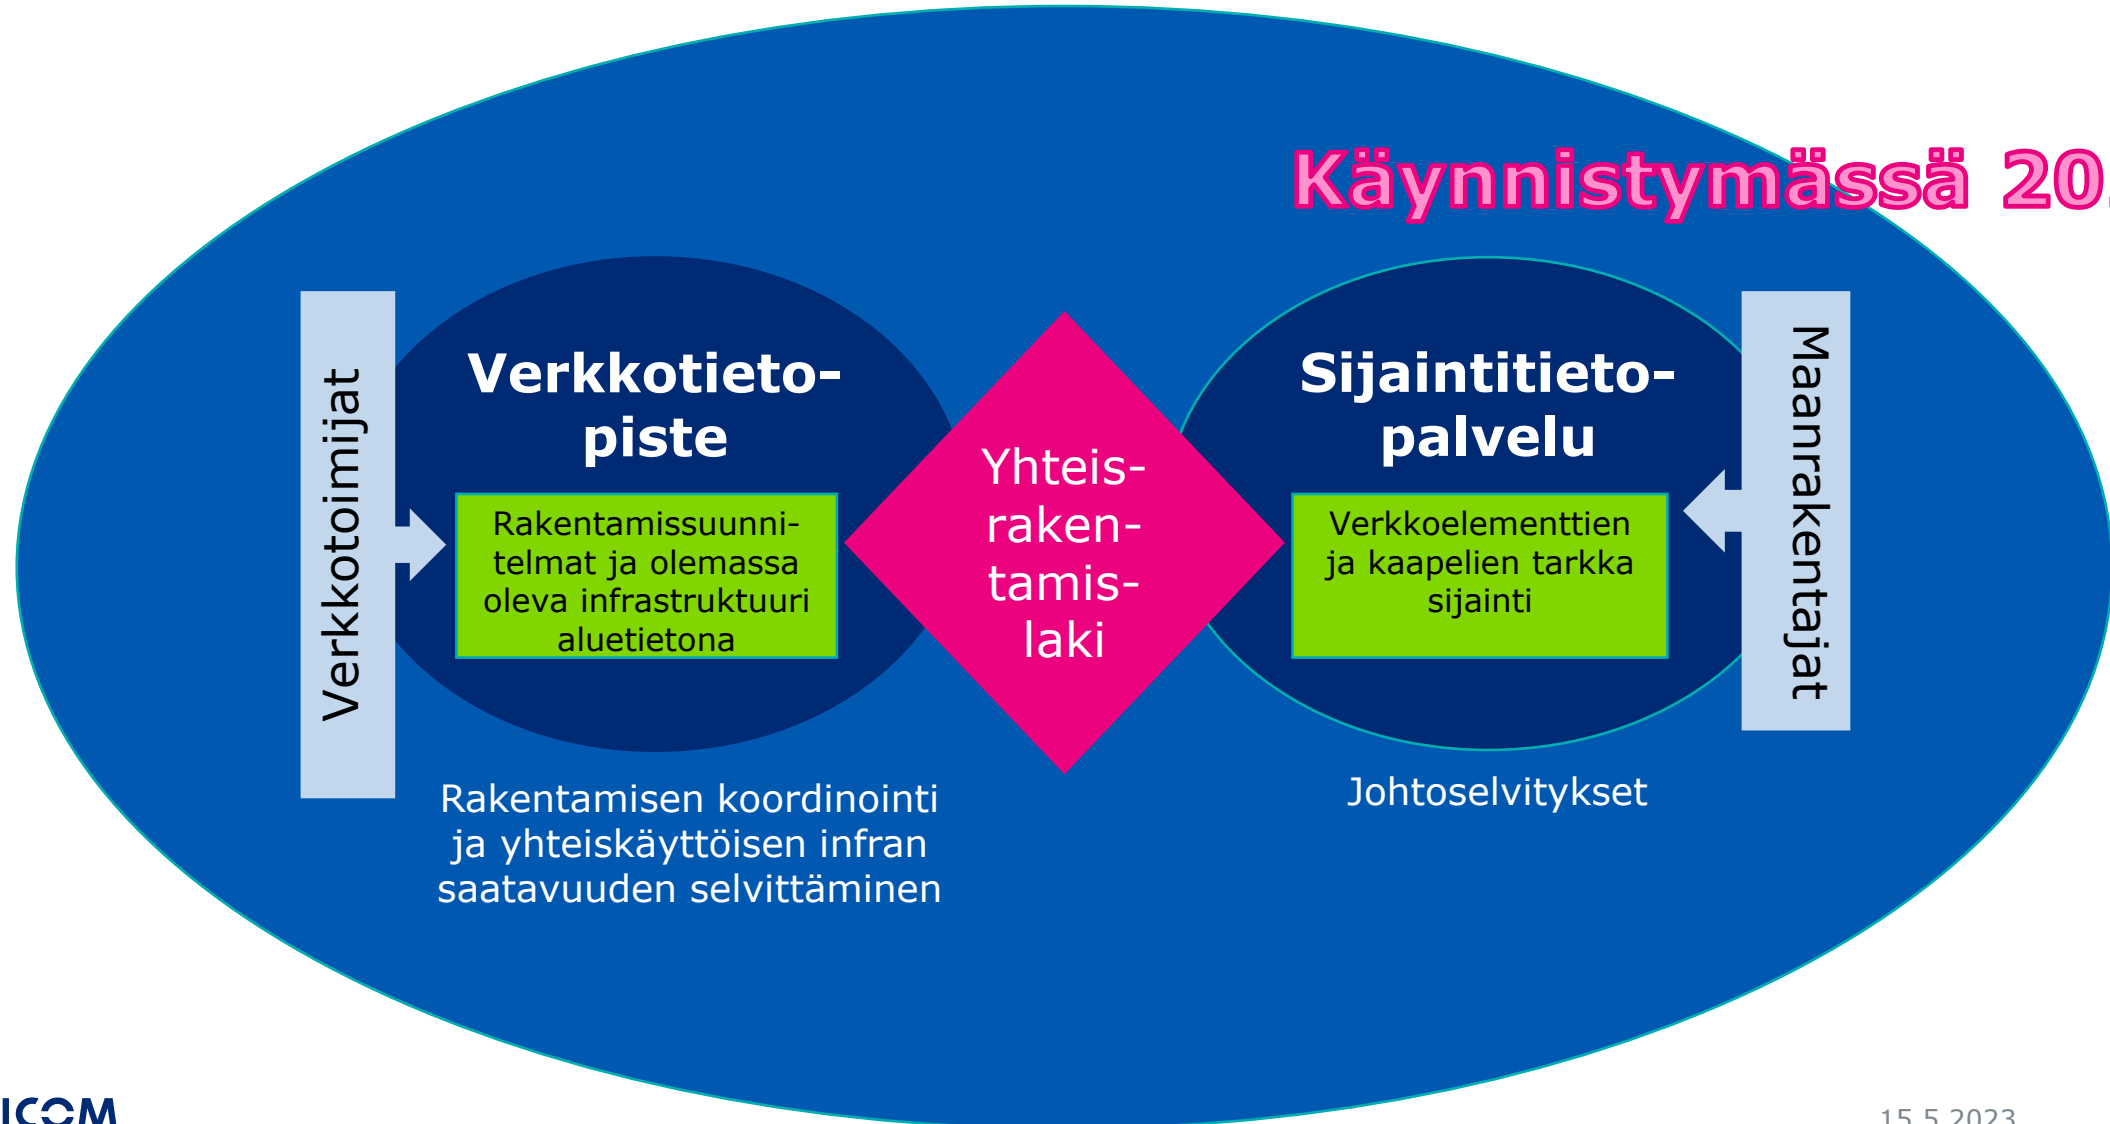 Käynnistymässä 20
Verkkotoimijat
Verkkotieto-
piste
Rakentamissuunni-
telmat ja olemassa
oleva infrastruktuuri
aluetietona
Rakentamisen koordinointi
ja yhteiskäyttöisen infran
saatavuuden selvittäminen
Yhteis-
raken-
tamis-
laki
Sijaintitieto-
palvelu
Verkkoelementtien
ja kaapelien tarkka
sijainti
Johtoselvitykset
Maanrakentajat
ICOM
15.5.2023